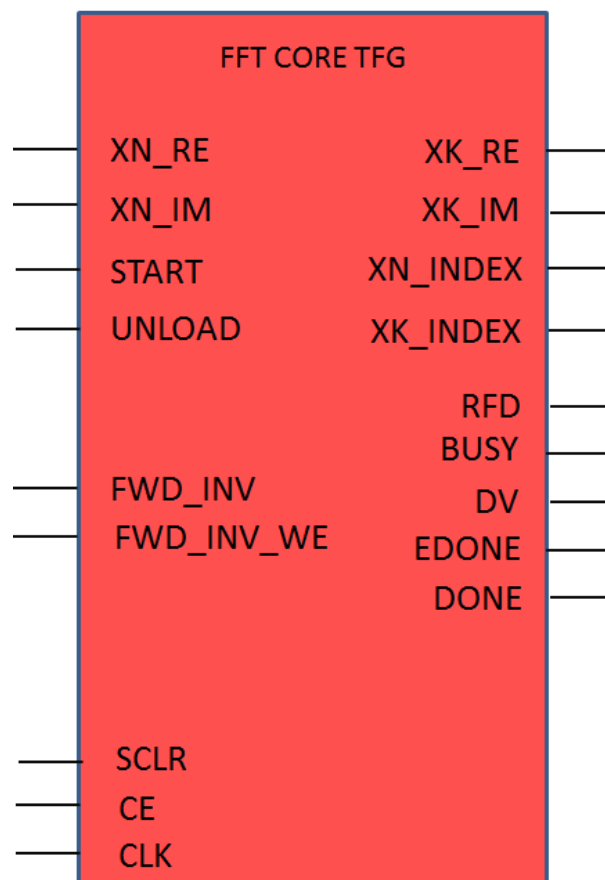 FFT CORE TFG
XN_RE
XK_RE
XN_IM
XK_IM
START
XN_INDEX
UNLOAD
XK_INDEX
RFD
BUSY
FWD_INV
DV
FWD_INV_WE
EDONE
DONE
SCLR
CE
CLK